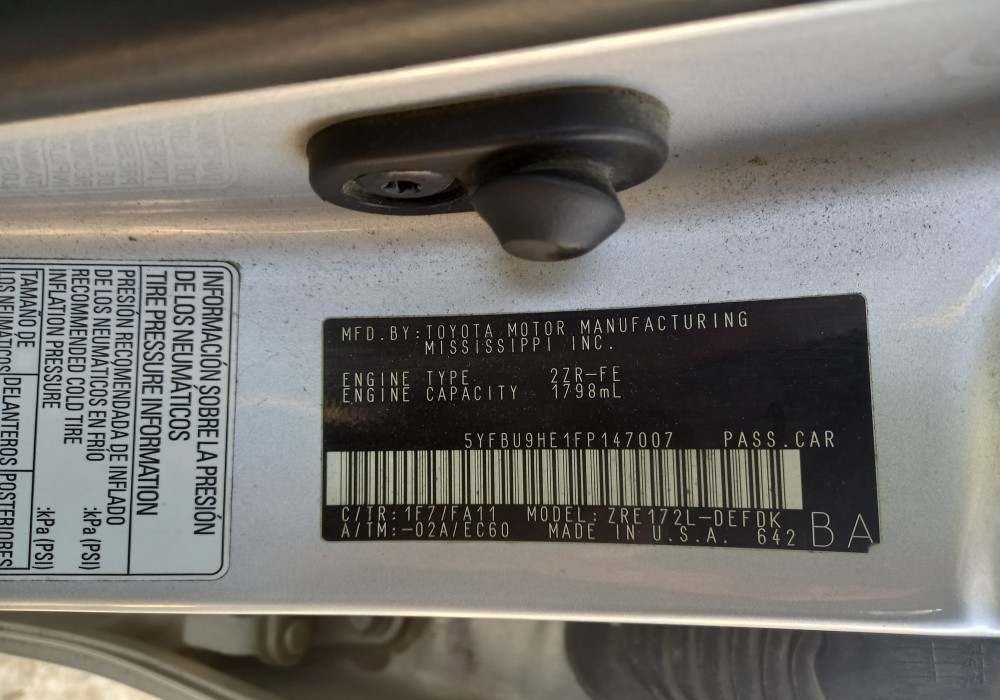 INFORMACIÓN SOBRE LA PRESIÓN
DE LOS NEUMÁTICOS
TIRE PRESSURE INFORMATION
PRESIÓN RECOMENDADA DE INFLADO
DE LOS NEUMÁTICOS EN FRIO :kPa (PSI)
RECOMMENDED COLD TIRE
INFLATION PRESSURE :kPa (PSI)
TAMAÑO DE
LOS NEUMÁTICOS DELANTEROS POSTERIORES
MFD.BY:TOYOTA MOTOR MANUFACTURING
MISSISSIPPI INC.
ENGINE TYPE 2ZR-FE
ENGINE CAPACITY 1798mL
5YFBU9HE1FP147007 PASS.CAR
C/TR:1F7/FA11 MODEL:ZRE172L-DEFDK
A/TM:-02A/EC60 MADE IN U.S.A. 642 BA